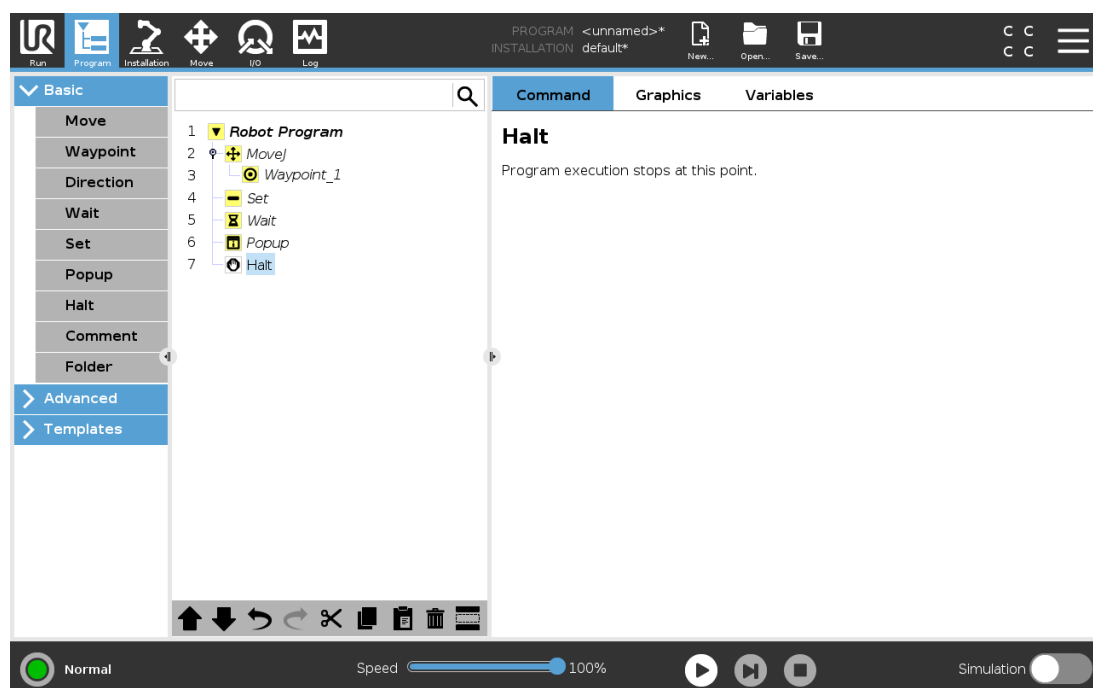 PROGRAM <unnamed>*
INSTALLATION default*
C C
C C
Run Program Installation Move I/O Log New... Open... Save...
Basic
Move
Waypoint
Direction
Wait
Set
Popup
Halt
Comment
Folder
Advanced
Templates
1 Robot Program
2 MoveJ
3 Waypoint_1
4 Set
5 Wait
6 Popup
7 Halt
Command Graphics Variables
Halt
Program execution stops at this point.
Normal Speed 100% Simulation